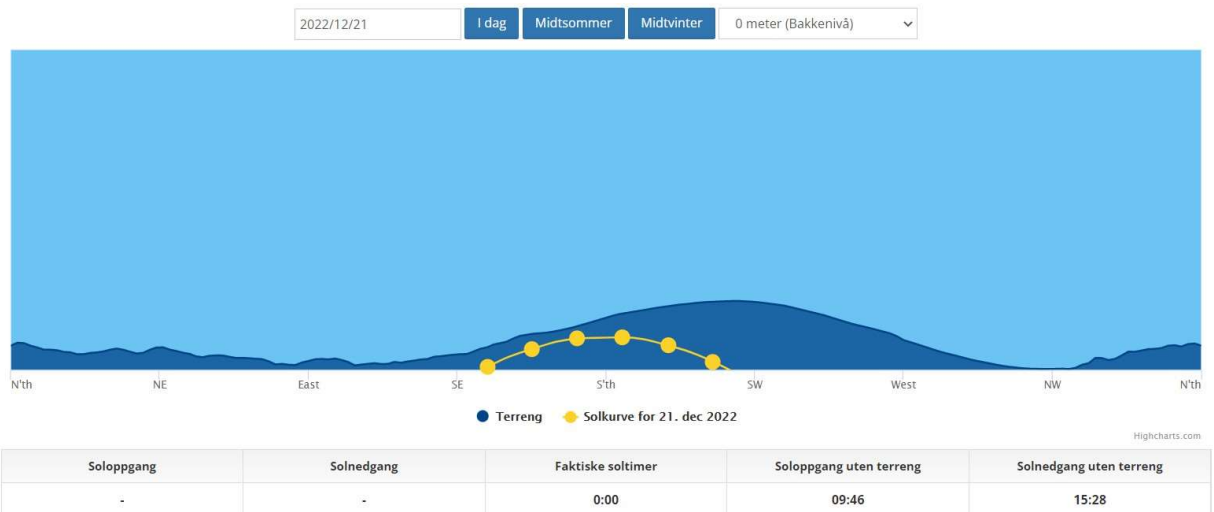 2022/12/21 I dag Midtsommer Midtvinter 0 meter (Bakkenivå)
N'th NE East SE S'th SW West NW N'th
Terreng Solkurve for 21. dec 2022
Highcharts.com
Soloppgang Solnedgang Faktiske soltimer Soloppgang uten terreng Solnedgang uten terreng
- - 0:00 09:46 15:28